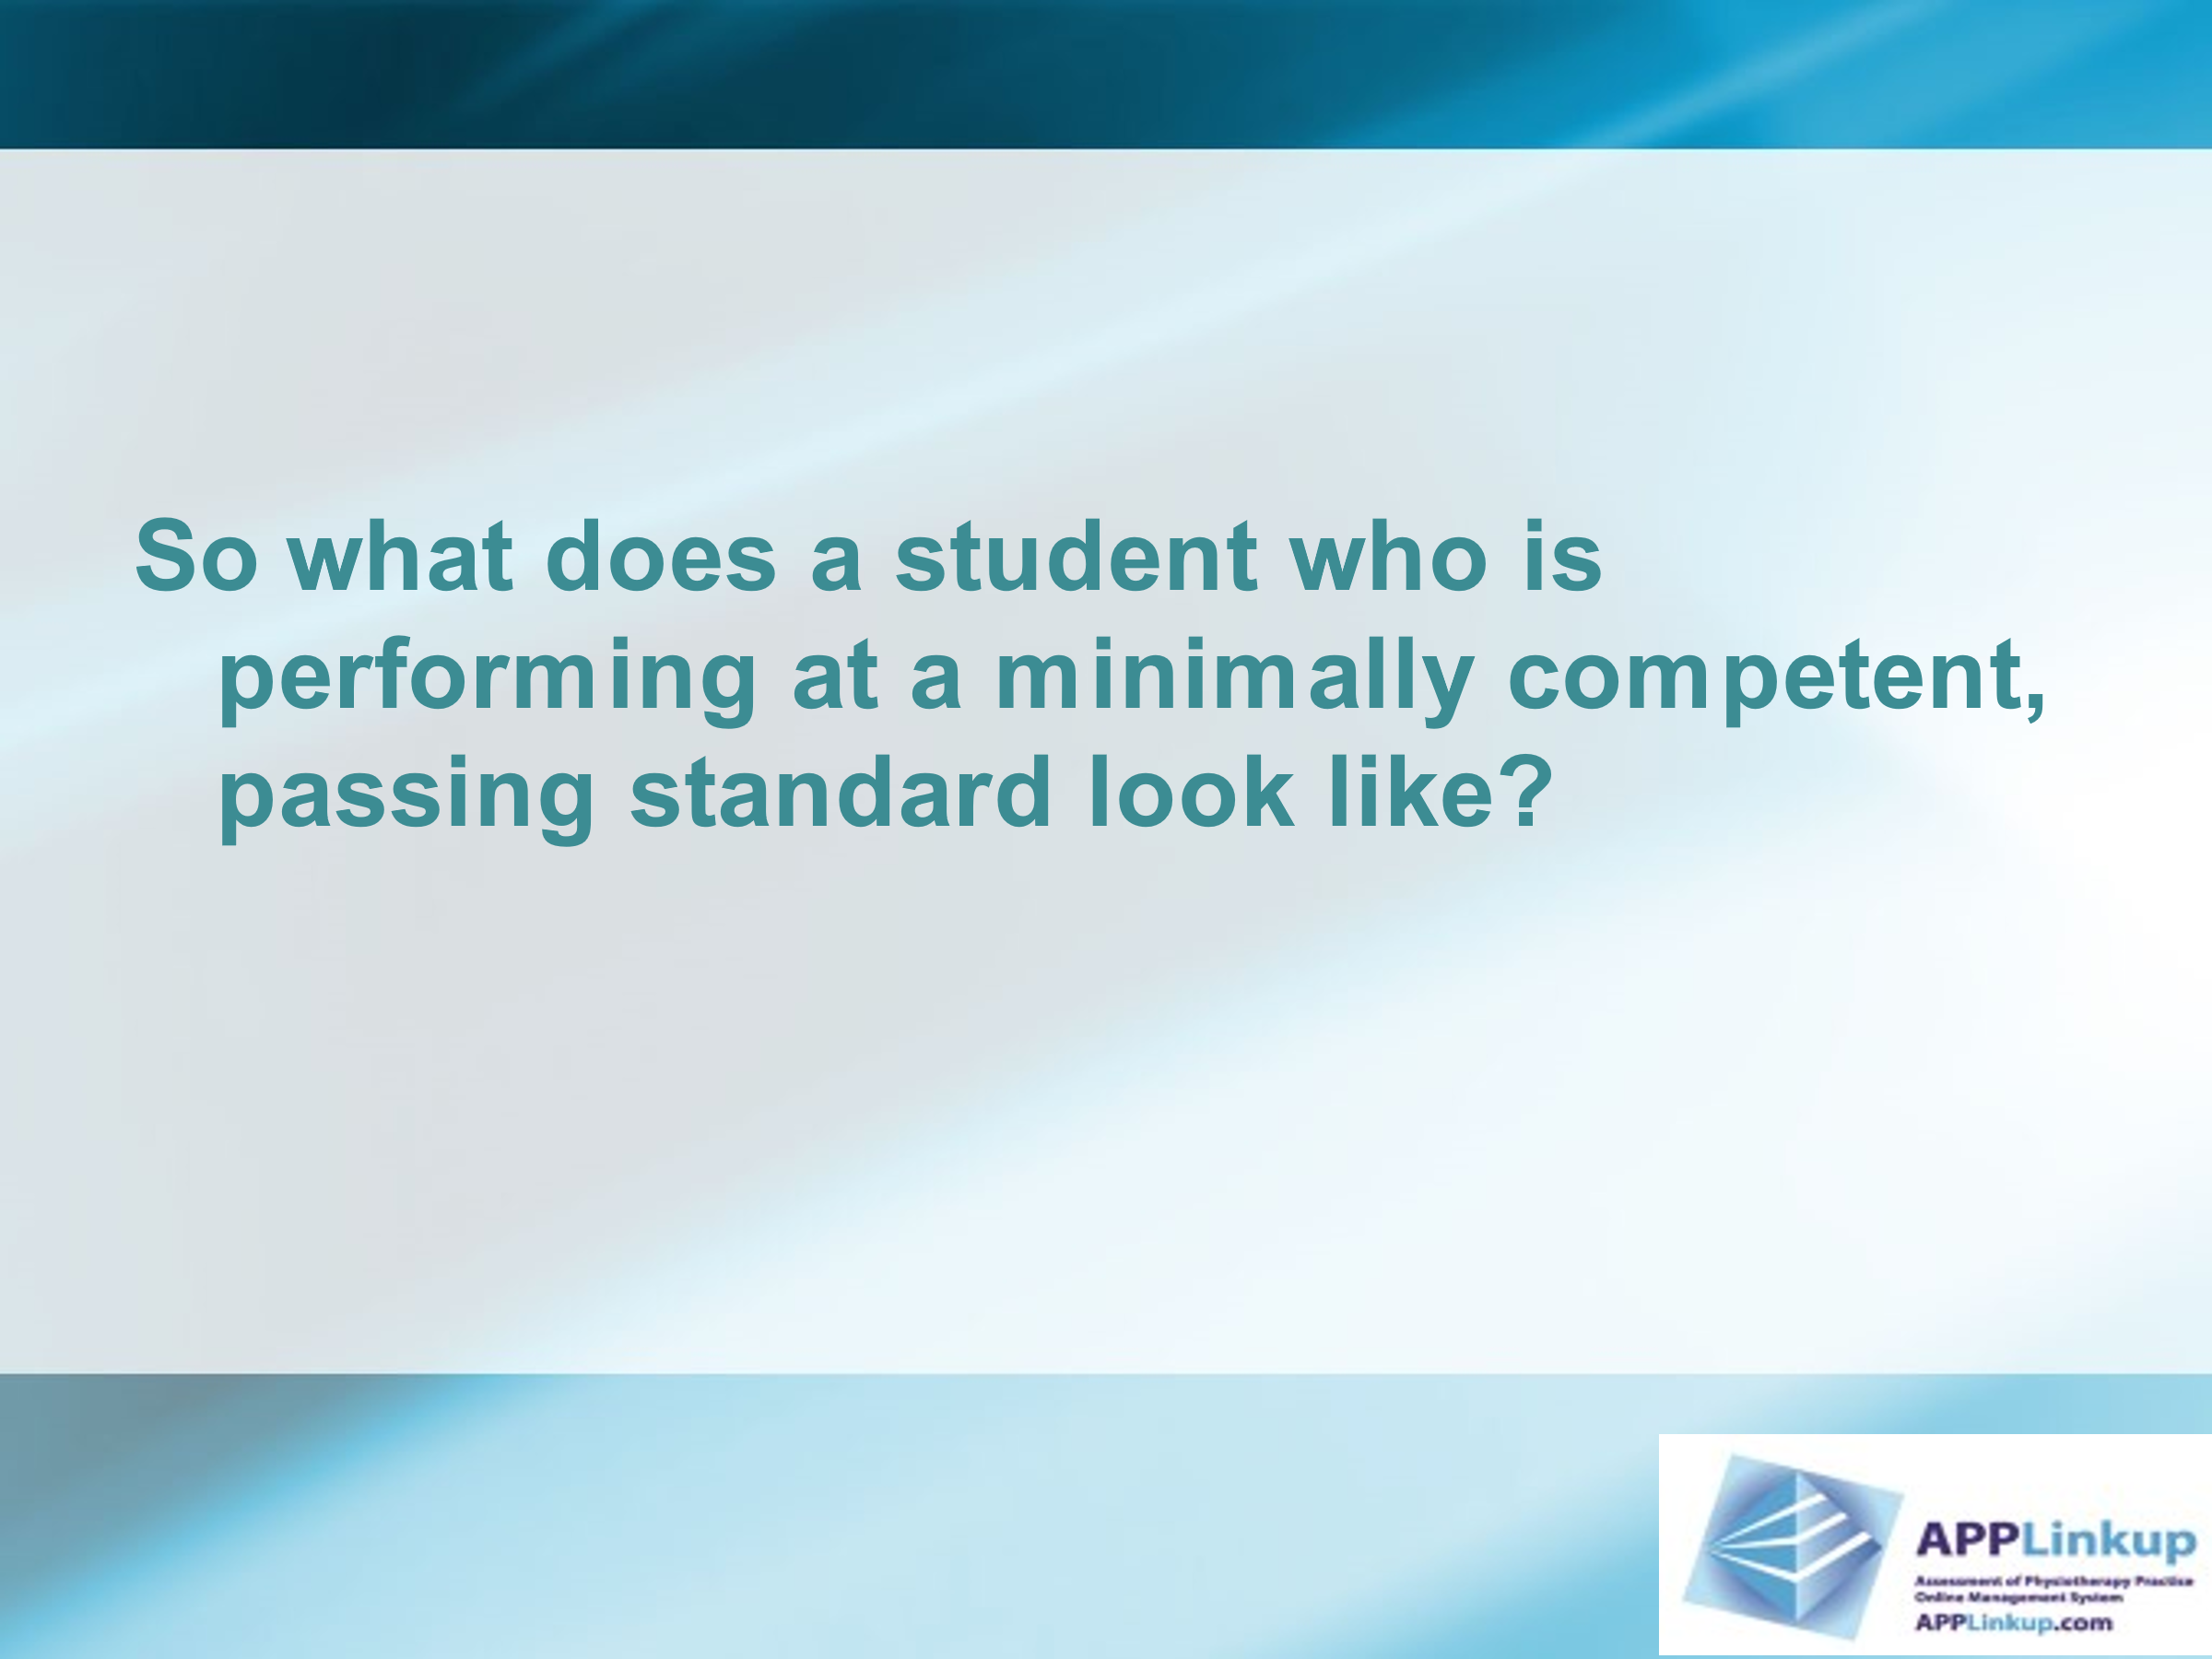 So what does a student who is
performing at a minimally competent,
passing standard look like?
APPLinkup
Assessment of Physiotherapy Practice
Online Management System
APPLinkup.com